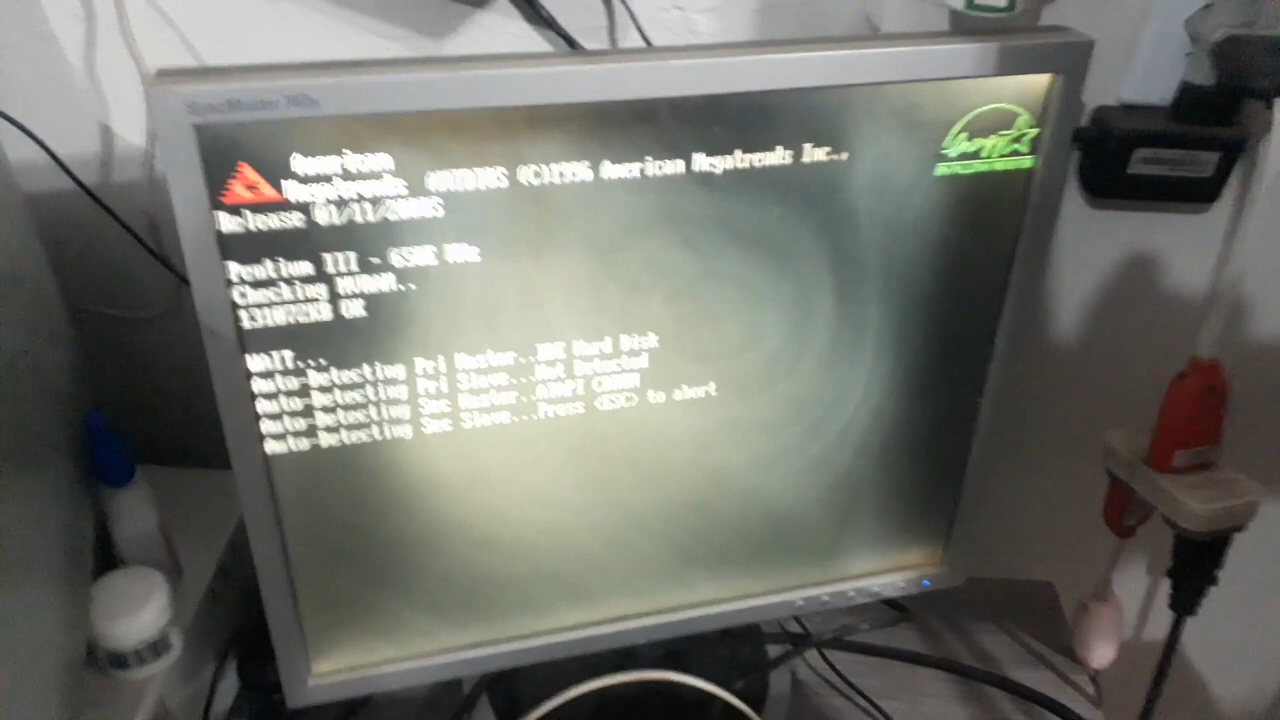 SyncMaster
American
Megatrends AMIBIOS (C)1996 American Megatrends Inc.,
Release 01/11/2000S
Pentium III - MHz
Checking NVRAM..
131072KB OK
WAIT...
Auto-Detecting Pri Master..IDE Hard Disk
Auto-Detecting Pri Slave...Not Detected
Auto-Detecting Sec Master..ATAPI CDROM
Auto-Detecting Sec Slave...Press <ESC> to abort